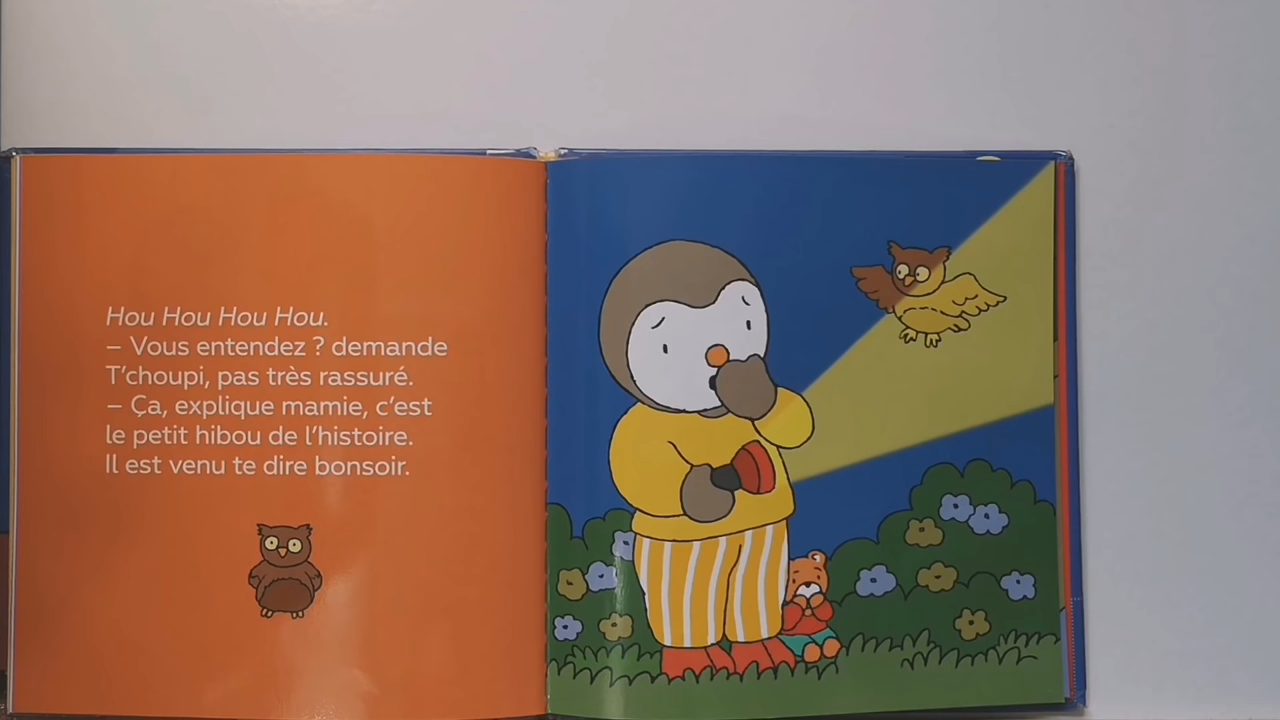 Hou Hou Hou Hou.
– Vous entendez ? demande
T'choupi, pas très rassuré.
– Ça, explique mamie, c'est
le petit hibou de l'histoire.
Il est venu te dire bonsoir.